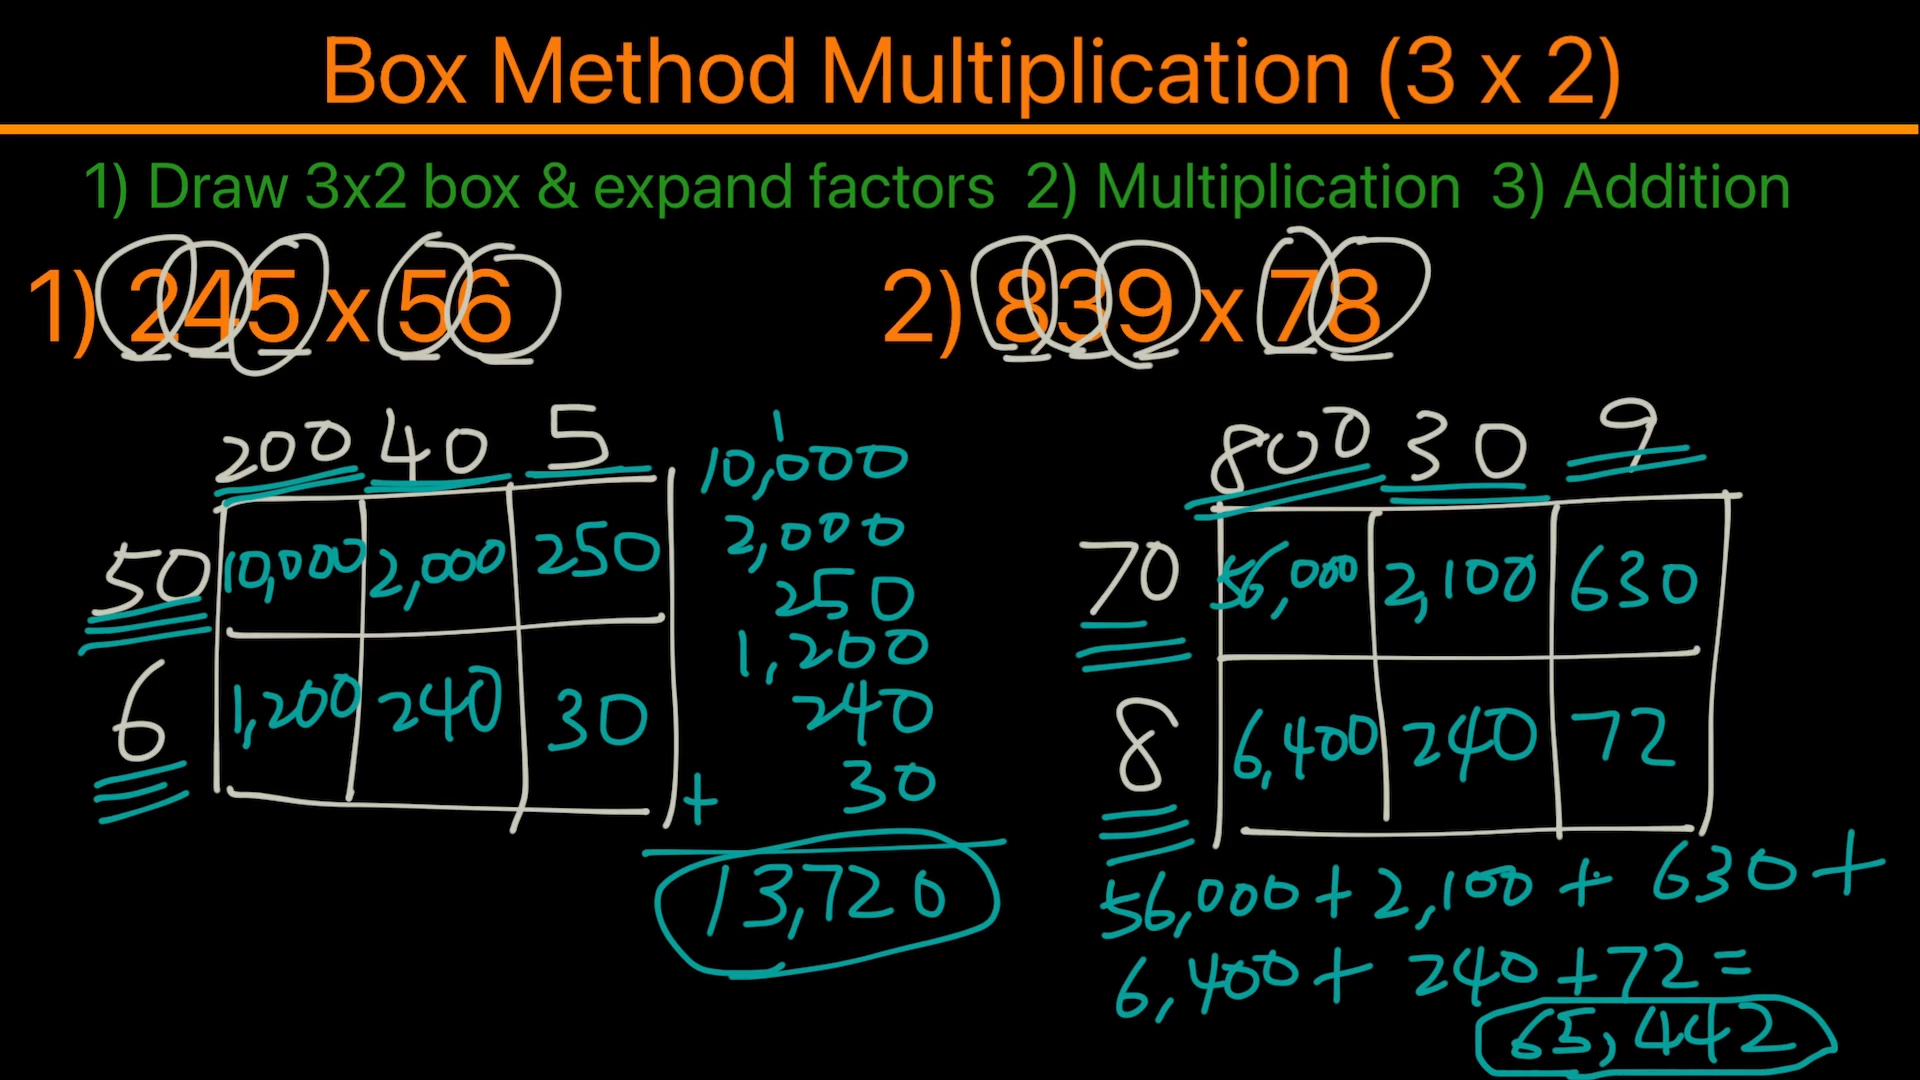 Box Method Multiplication (3 x 2)
1) Draw 3x2 box & expand factors 2) Multiplication 3) Addition
1) 245 x 56
200 40 5
50 10,000 2,000 250
6 1,200 240 30
1
10,000
2,000
250
1,200
240
+ 30
13,720
2) 839 x 78
800 30 9
70 56,000 2,100 630
8 6,400 240 72
56,000 + 2,100 + 630 +
6,400 + 240 + 72 =
65,442